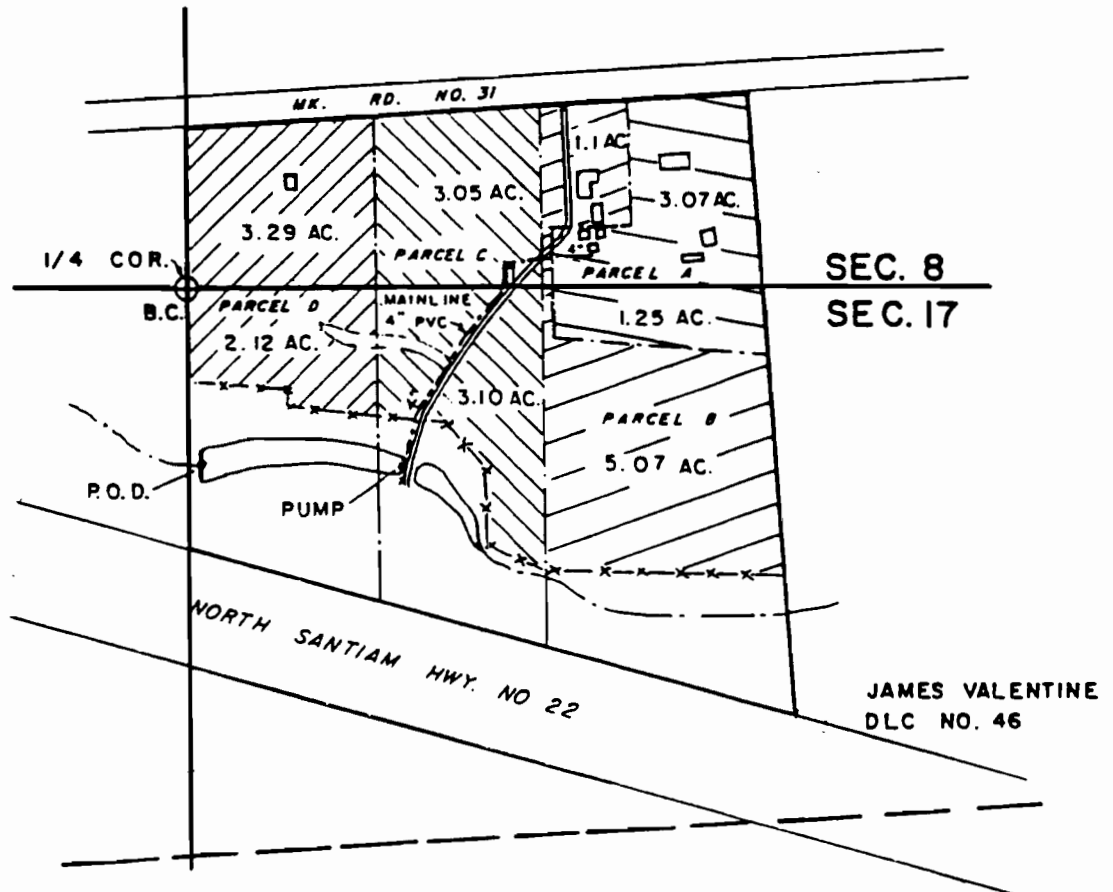 MK. RD. NO. 31
1.1 AC.
3.05 AC.
3.07 AC.
3.29 AC.
1/4 COR.
PARCEL C
4"
PARCEL A
SEC. 8
B.C.
PARCEL D
MAINLINE
4" PVC
SEC. 17
2.12 AC.
1.25 AC.
3.10 AC.
PARCEL B
5.07 AC.
P.O.D.
PUMP
NORTH SANTIAM HWY. NO 22
JAMES VALENTINE
DLC NO. 46